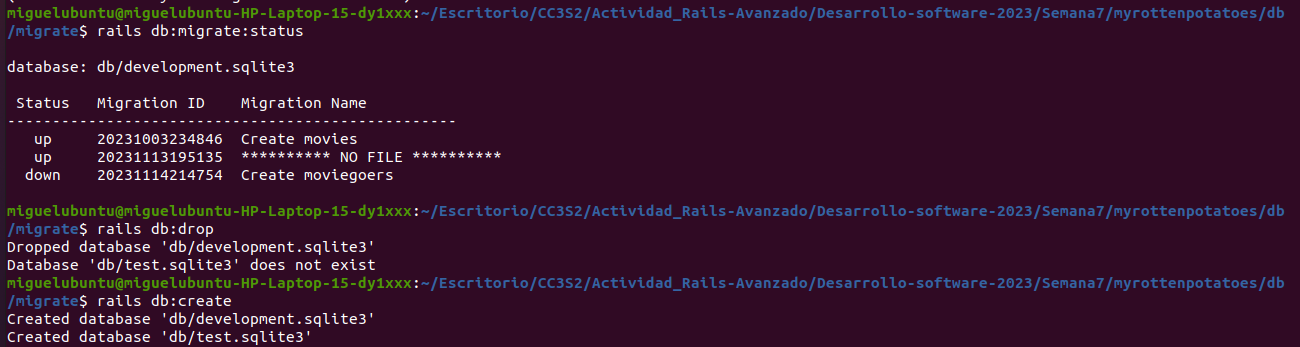 miguelubuntu@miguelubuntu-HP-Laptop-15-dy1xxx:~/Escritorio/CC3S2/Actividad_Rails-Avanzado/Desarrollo-software-2023/Semana7/myrottenpotatoes/db
/migrate$ rails db:migrate:status
database: db/development.sqlite3
Status   Migration ID    Migration Name
--------------------------------------------------
up     20231003234846  Create movies
up     20231113195135  ********** NO FILE **********
down    20231114214754  Create moviegoers
miguelubuntu@miguelubuntu-HP-Laptop-15-dy1xxx:~/Escritorio/CC3S2/Actividad_Rails-Avanzado/Desarrollo-software-2023/Semana7/myrottenpotatoes/db
/migrate$ rails db:drop
Dropped database 'db/development.sqlite3'
Database 'db/test.sqlite3' does not exist
miguelubuntu@miguelubuntu-HP-Laptop-15-dy1xxx:~/Escritorio/CC3S2/Actividad_Rails-Avanzado/Desarrollo-software-2023/Semana7/myrottenpotatoes/db
/migrate$ rails db:create
Created database 'db/development.sqlite3'
Created database 'db/test.sqlite3'